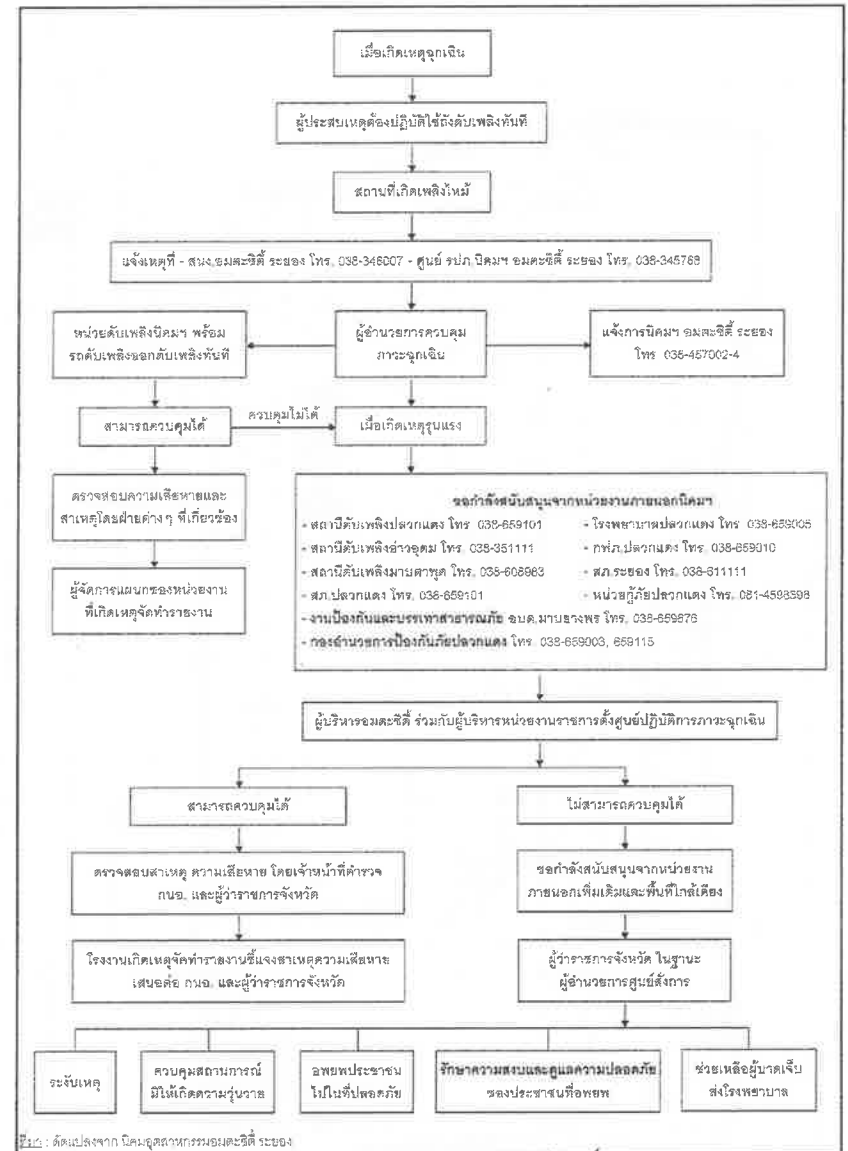 เมื่อเกิดเหตุฉุกเฉิน
ผู้ประสบเหตุต้องปฏิบัติใช้ถังดับเพลิงทันที
สถานที่เกิดเพลิงไหม้
แจ้งเหตุที่ - สนง.อมตะซิตี้ ระยอง โทร. 038-346007 - ศูนย์ รปภ.นิคมฯ อมตะซิตี้ ระยอง โทร. 038-345768
หน่วยดับเพลิงนิคมฯ พร้อม
รถดับเพลิงออกดับเพลิงทันที
ผู้อำนวยการควบคุม
ภาวะฉุกเฉิน
แจ้งการนิคมฯ อมตะซิตี้ ระยอง
โทร 038-457002-4
สามารถควบคุมได้
ควบคุมไม่ได้
เมื่อเกิดเหตุรุนแรง
ตรวจสอบความเสียหายและ
สาเหตุโดยฝ่ายต่างๆ ที่เกี่ยวข้อง
ผู้จัดการแผนกของหน่วยงาน
ที่เกิดเหตุจัดทำรายงาน
ขอกำลังสนับสนุนจากหน่วยงานภายนอกนิคมฯ
- สถานีดับเพลิงปลวกแดง โทร 038-659101
- โรงพยาบาลปลวกแดง โทร
- สถานีดับเพลิงอ่าวอุดม โทร. 038-351111
- กฟภ.ปลวกแดง โทร. 038-659010
- สถานีดับเพลิงมาบตาพุด โทร. 038-608983
- สภ.ระยอง โทร. 038-611111
- สภ.ปลวกแดง โทร. 038-659101
- หน่วยกู้ภัยปลวกแดง โทร.
- งานป้องกันและบรรเทาสาธารณภัย อบต.มาบยางพร โทร. 038-659876
- กองอำนวยการป้องกันภัยปลวกแดง โทร. 038-659003, 659115
ผู้บริหารอมตะซิตี้ ร่วมกับผู้บริหารหน่วยงานราชการตั้งศูนย์ปฏิบัติการภาวะฉุกเฉิน
สามารถควบคุมได้
ไม่สามารถควบคุมได้
ตรวจสอบสาเหตุ ความเสียหาย โดยเจ้าหน้าที่ตำรวจ
กนอ. และผู้ว่าราชการจังหวัด
ขอกำลังสนับสนุนจากหน่วยงาน
ภายนอกเพิ่มเติมและพื้นที่ใกล้เคียง
โรงงานเกิดเหตุจัดทำรายงานชี้แจงสาเหตุความเสียหาย
เสนอต่อ กนอ. และผู้ว่าราชการจังหวัด
ผู้ว่าราชการจังหวัด ในฐานะ
ผู้อำนวยการศูนย์สั่งการ
ระงับเหตุ
ควบคุมสถานการณ์
มิให้เกิดความวุ่นวาย
อพยพประชาชน
ไปในที่ปลอดภัย
รักษาความสงบและดูแลความปลอดภัย
ของประชาชนที่อพยพ
ช่วยเหลือผู้บาดเจ็บ
ส่งโรงพยาบาล
ที่มา : ดัดแปลงจาก นิคมอุตสาหกรรมอมตะซิตี้ ระยอง